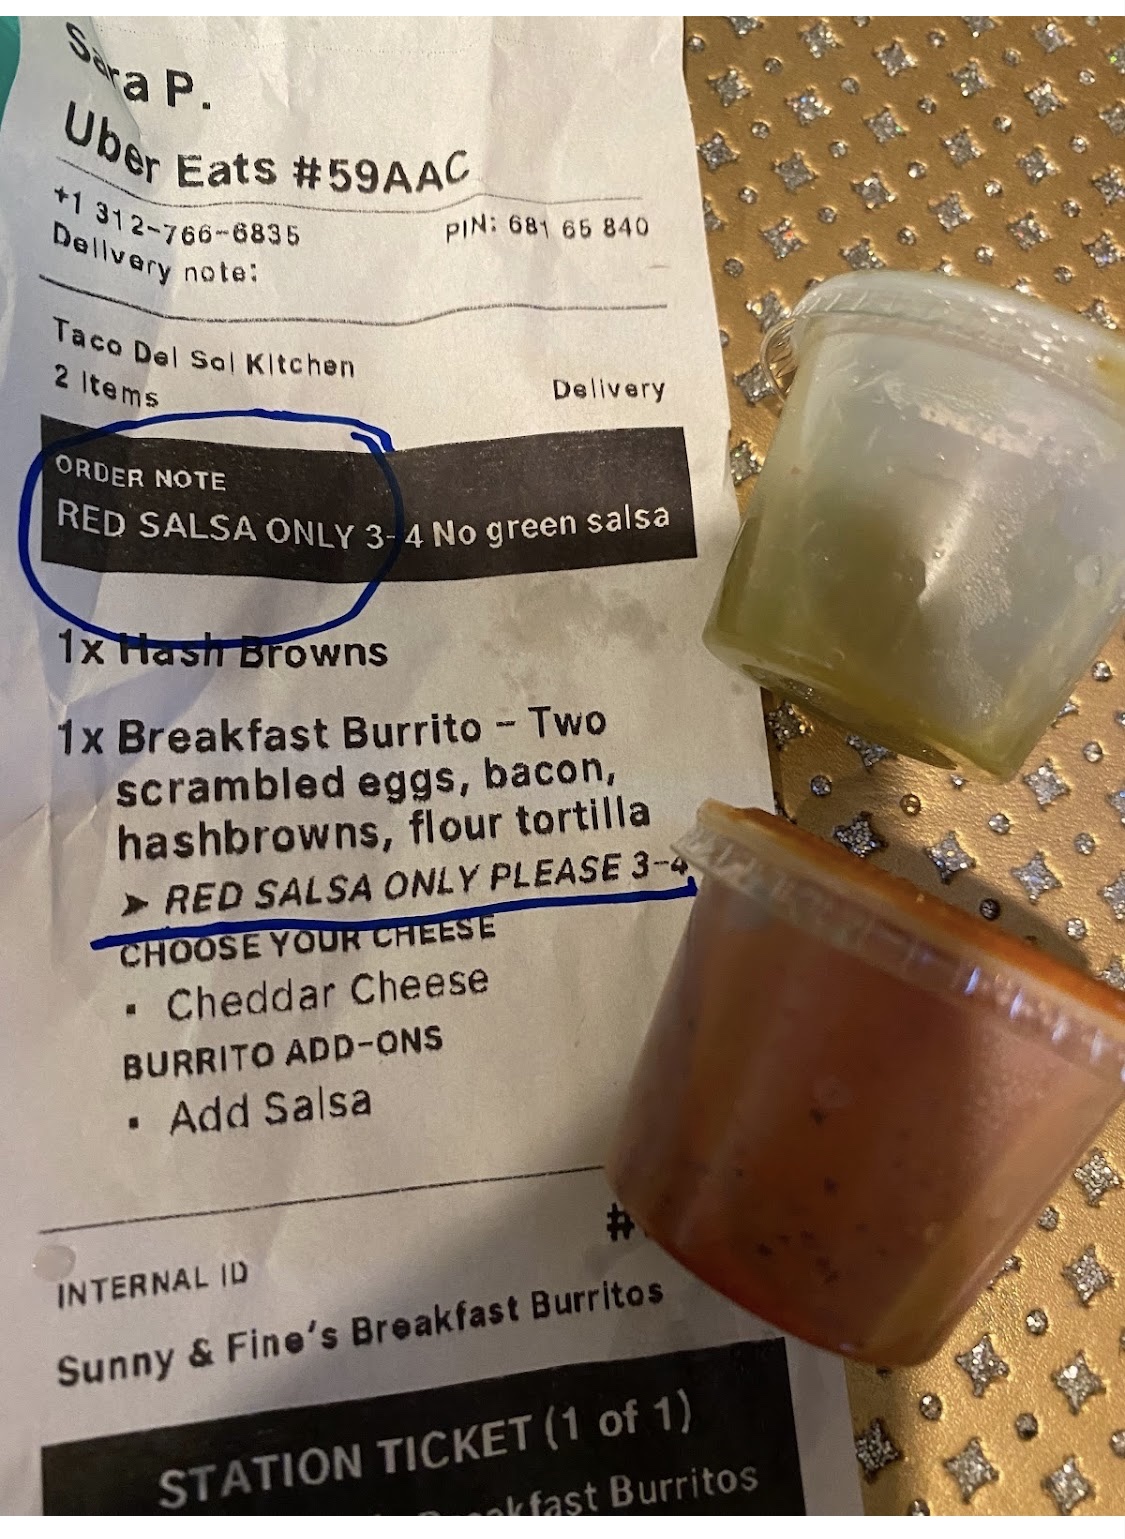 Sara P.
Uber Eats #59AAC
+1 312-766-6835 PIN: 681 65 840
Delivery note:
Taco Del Sol Kitchen
2 Items Delivery
ORDER NOTE
RED SALSA ONLY 3-4 No green salsa
1x Hash Browns
1x Breakfast Burrito - Two
scrambled eggs, bacon,
hashbrowns, flour tortilla
➤ RED SALSA ONLY PLEASE 3-4
CHOOSE YOUR CHEESE
▪ Cheddar Cheese
BURRITO ADD-ONS
▪ Add Salsa
#
INTERNAL ID
Sunny & Fine's Breakfast Burritos
STATION TICKET (1 of 1)
Breakfast Burritos